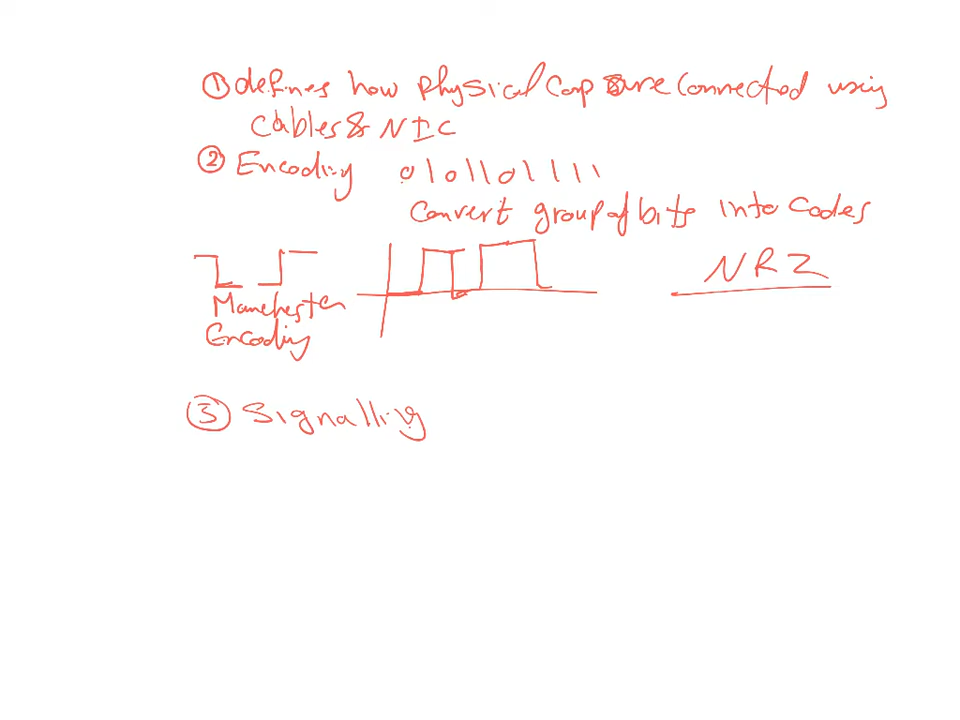 ① defines how physical comp are connected using
cables & NIC
② Encoding 01011011111
Convert group of bits into codes
NRZ
Manchester
Encoding
③ Signalling